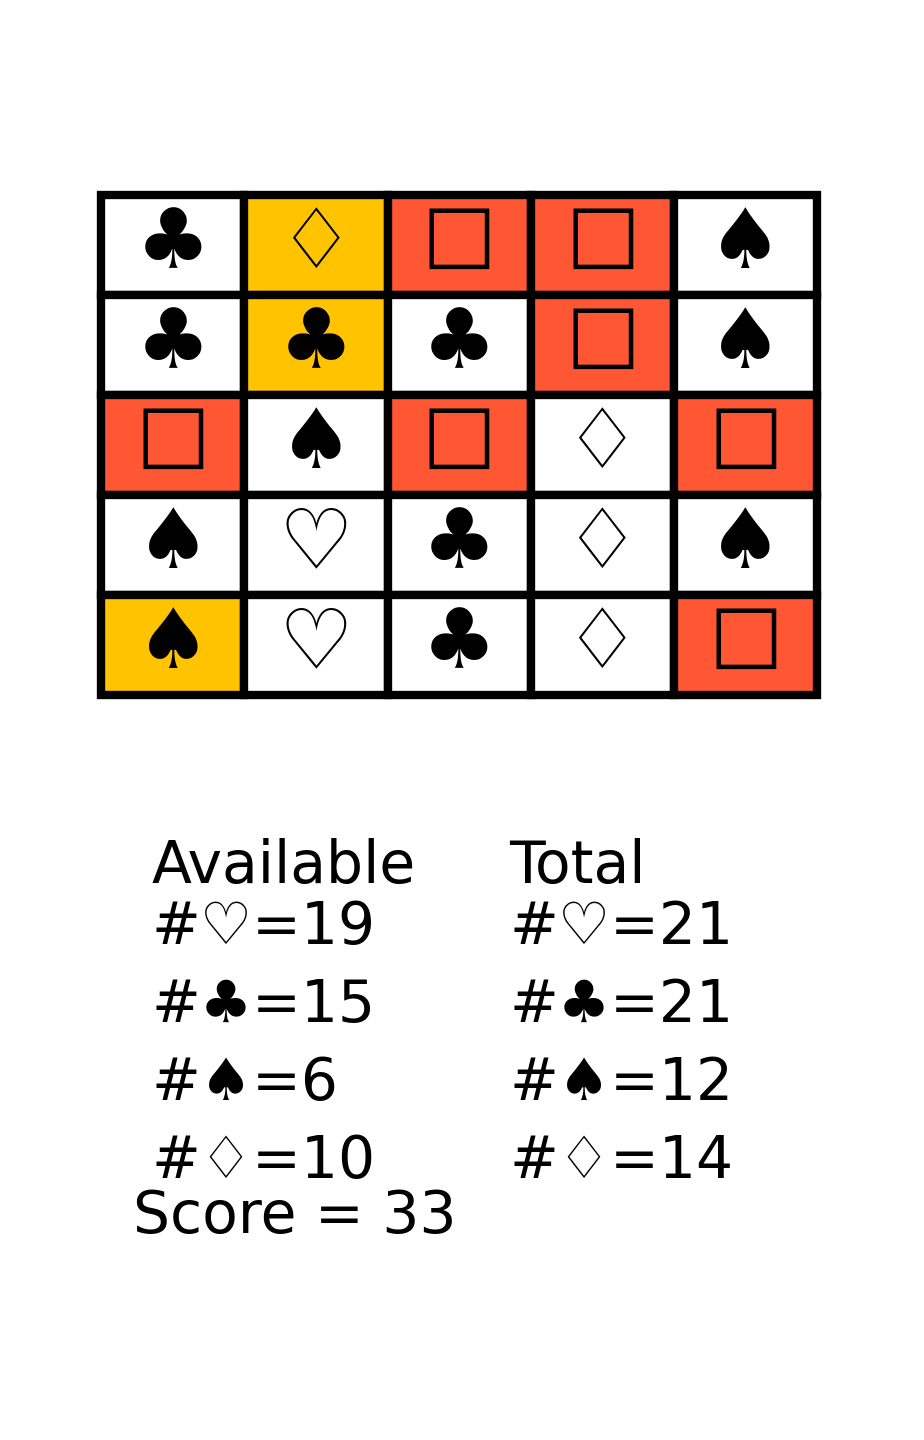 ♣ ♢ □ □ ♠
♣ ♣ ♣ □ ♠
□ ♠ □ ♢ □
♠ ♡ ♣ ♢ ♠
♠ ♡ ♣ ♢ □
Available Total
#♡=19 #♡=21
#♣=15 #♣=21
#♠=6 #♠=12
#♢=10 #♢=14
Score = 33